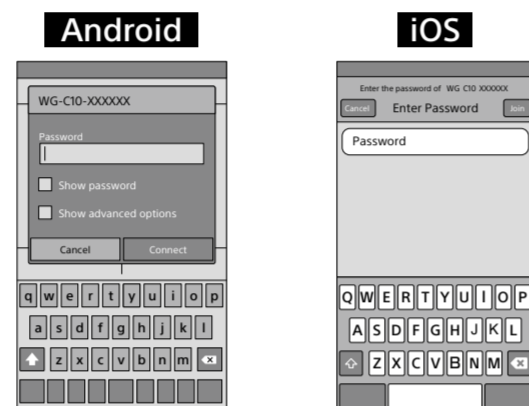 Android
WG-C10-XXXXXX
Password
Show password
Show advanced options
Cancel Connect
q w e r t y u i o p
a s d f g h j k l
z x c v b n m
iOS
Enter the password of WG C10 XXXXXX
Cancel Enter Password Join
Password
Q W E R T Y U I O P
A S D F G H J K L
Z X C V B N M